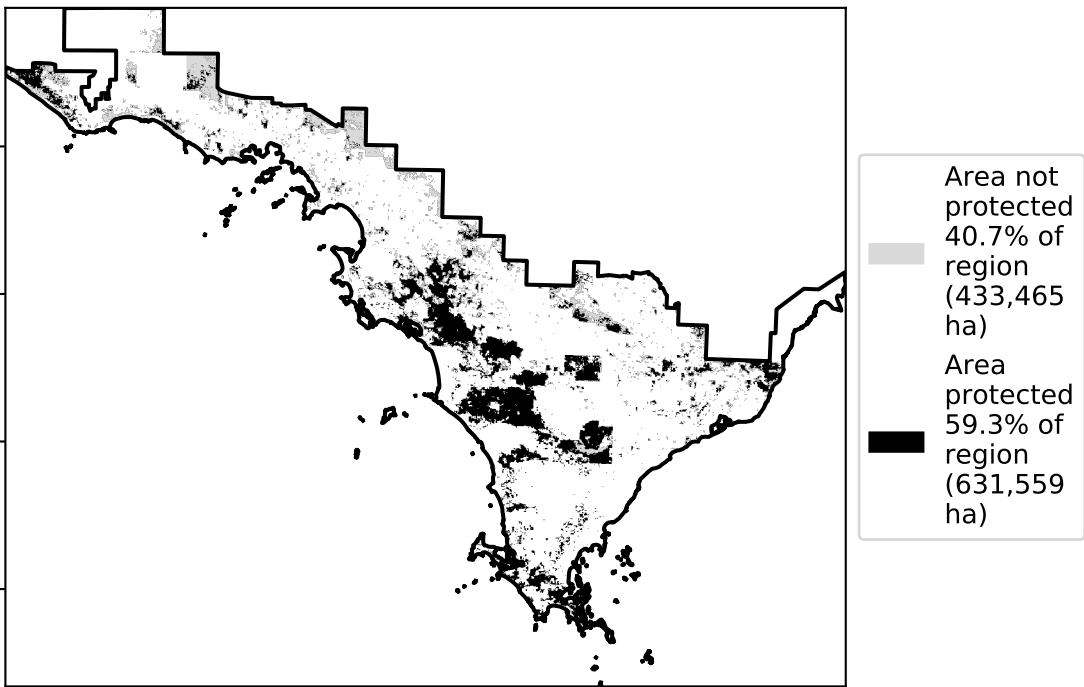 Area not
protected
40.7% of
region
(433,465
ha)
Area
protected
59.3% of
region
(631,559
ha)